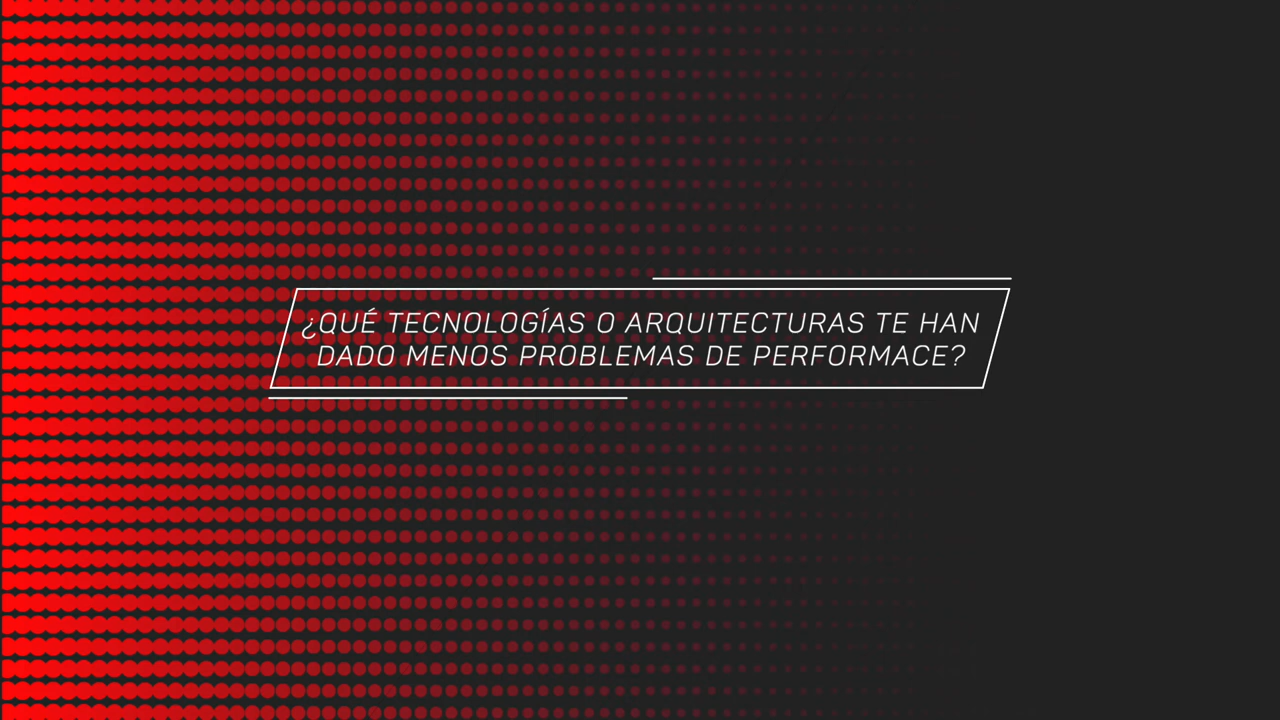 ¿QUÉ TECNOLOGÍAS O ARQUITECTURAS TE HAN
DADO MENOS PROBLEMAS DE PERFORMACE?